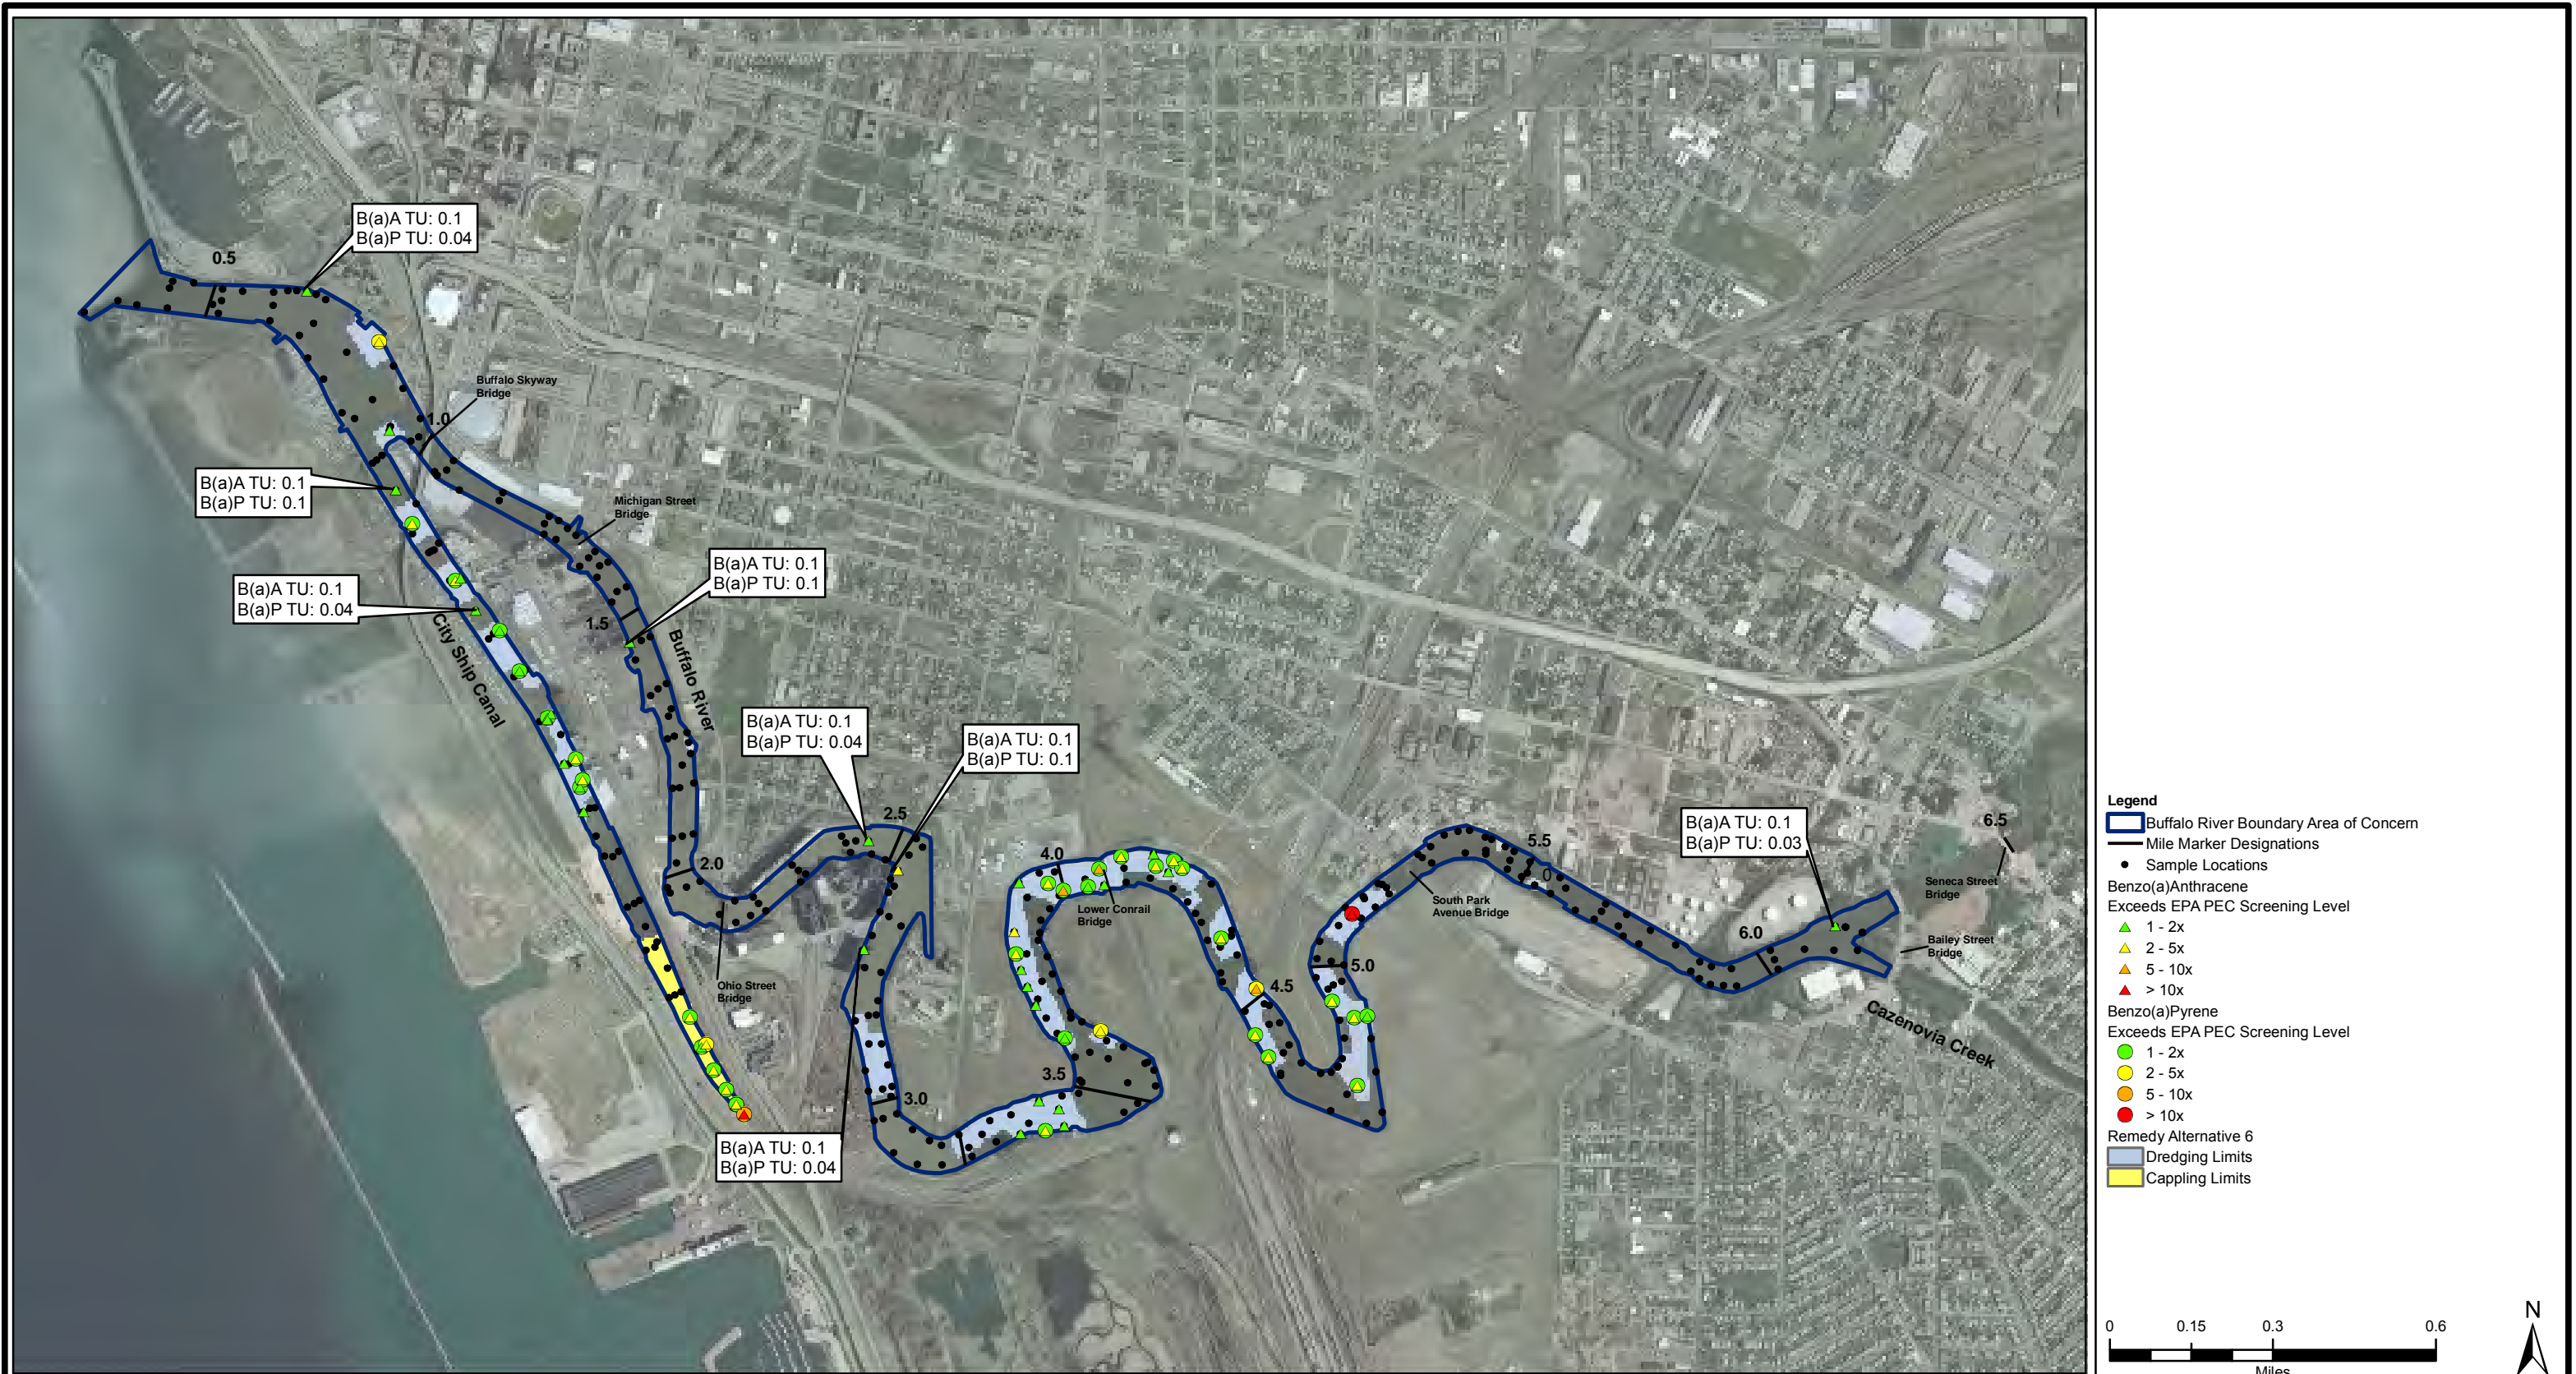 B(a)A TU: 0.1
B(a)P TU: 0.04
0.5
Buffalo Skyway
Bridge
1.0
B(a)A TU: 0.1
B(a)P TU: 0.1
Michigan Street
Bridge
B(a)A TU: 0.1
B(a)P TU: 0.1
B(a)A TU: 0.1
B(a)P TU: 0.04
1.5
City Ship Canal
Buffalo River
B(a)A TU: 0.1
B(a)P TU: 0.04
B(a)A TU: 0.1
B(a)P TU: 0.1
2.5
2.0
4.0
Lower Conrail
Bridge
5.5
0
South Park
Avenue Bridge
B(a)A TU: 0.1
B(a)P TU: 0.03
6.5
Seneca Street
Bridge
6.0
Bailey Street
Bridge
5.0
4.5
Ohio Street
Bridge
Cazenovia Creek
3.5
3.0
B(a)A TU: 0.1
B(a)P TU: 0.04
Legend
Buffalo River Boundary Area of Concern
Mile Marker Designations
Sample Locations
Benzo(a)Anthracene
Exceeds EPA PEC Screening Level
1 - 2x
2 - 5x
5 - 10x
> 10x
Benzo(a)Pyrene
Exceeds EPA PEC Screening Level
1 - 2x
2 - 5x
5 - 10x
> 10x
Remedy Alternative 6
Dredging Limits
Cappling Limits
N
0 0.15 0.3 0.6
Miles